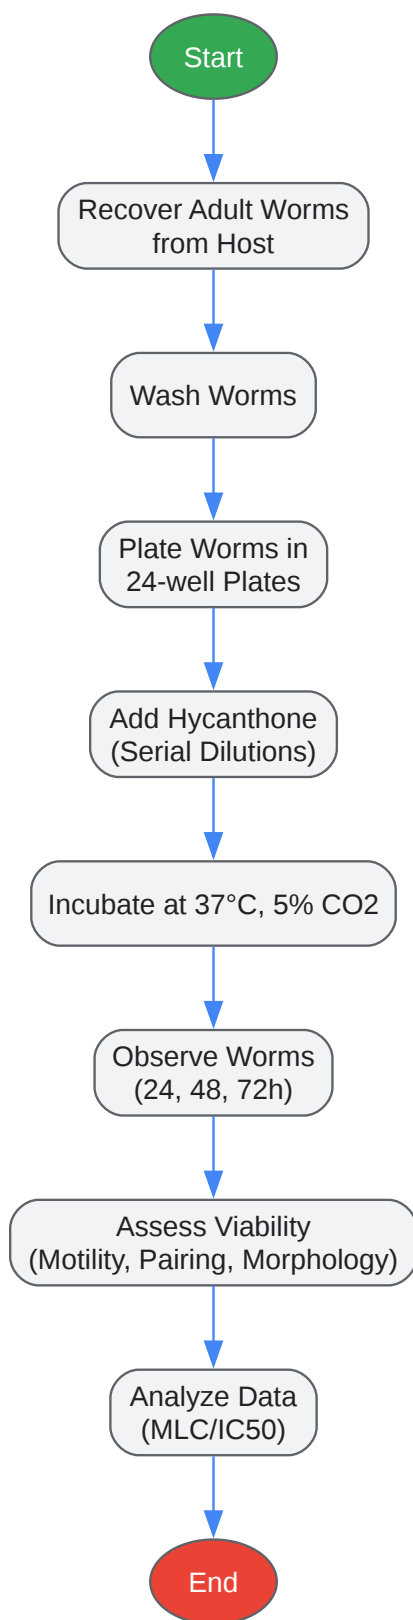 Start
Recover Adult Worms
from Host
Wash Worms
Plate Worms in
24-well Plates
Add Hycanthone
(Serial Dilutions)
Incubate at 37°C, 5% CO2
Observe Worms
(24, 48, 72h)
Assess Viability
(Motility, Pairing, Morphology)
Analyze Data
(MLC/IC50)
End